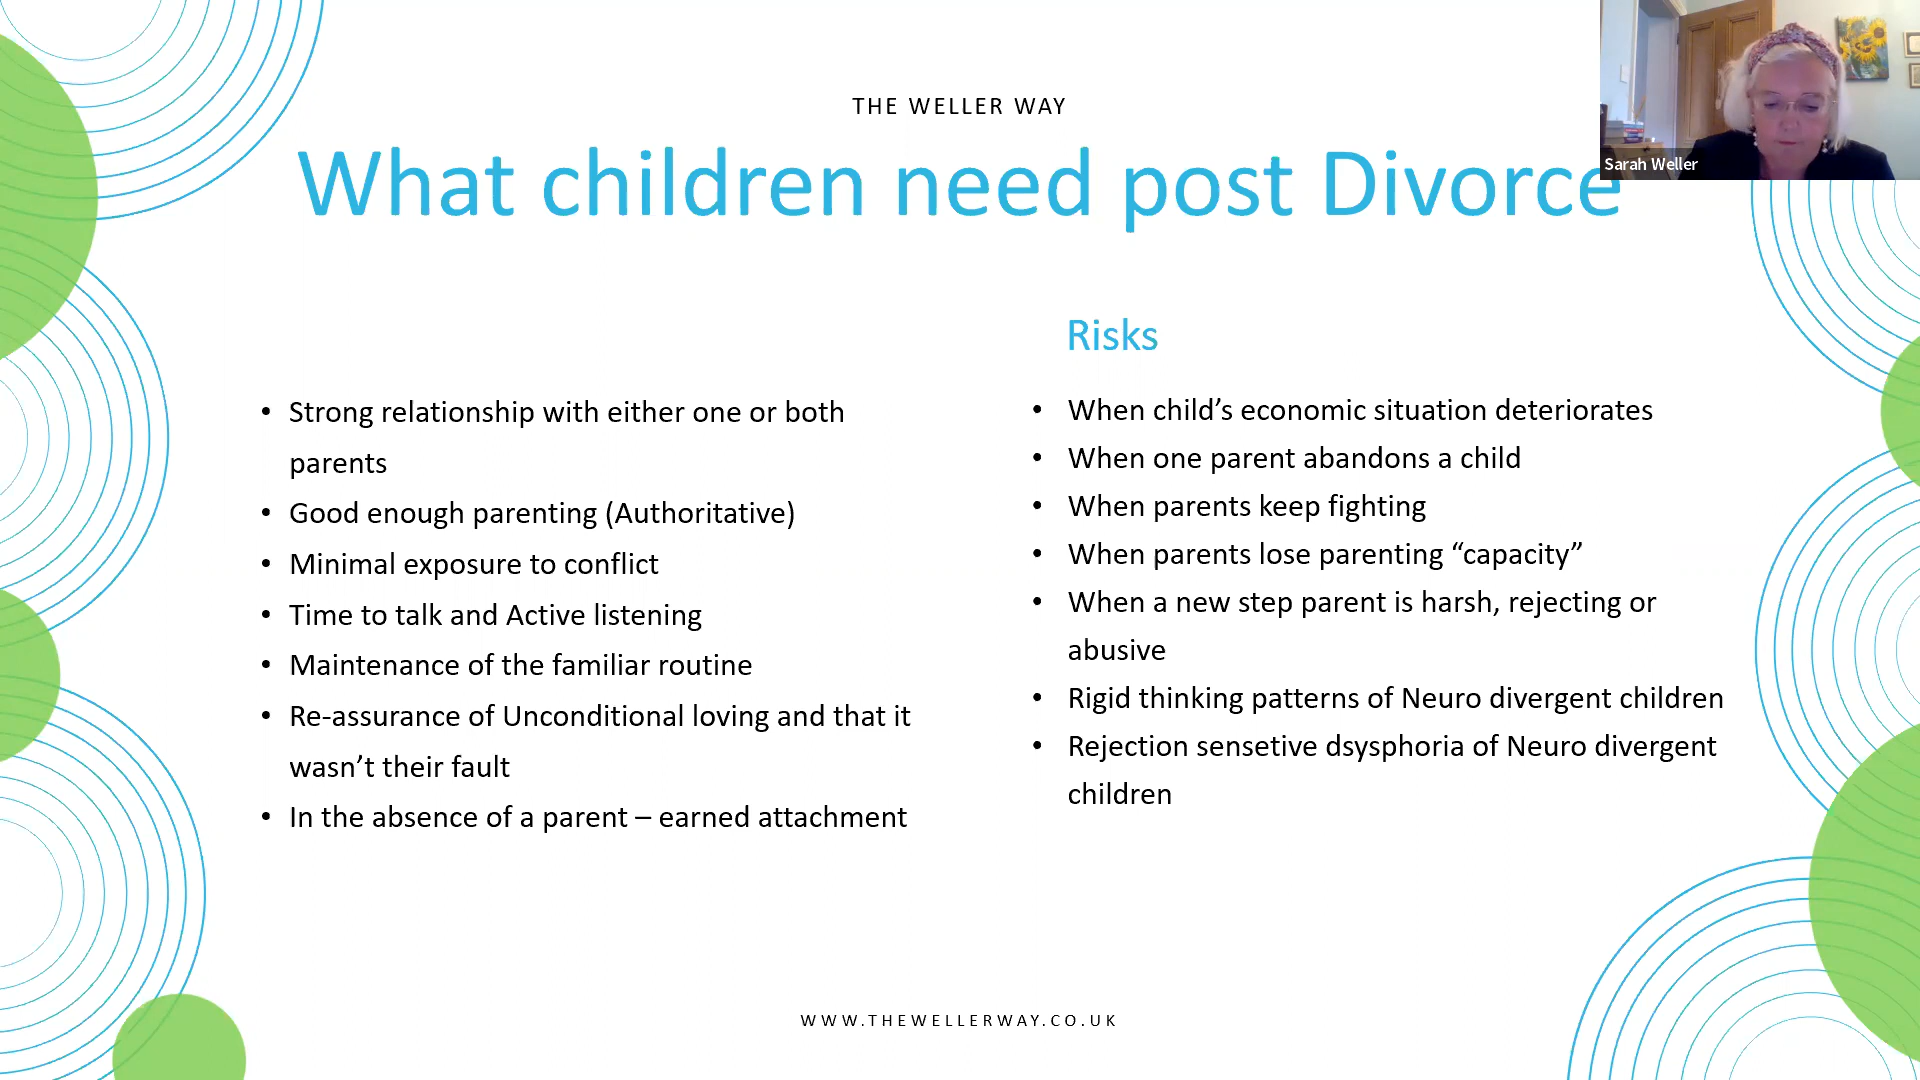 THE WELLER WAY
What children need post Divorce
Sarah Weller
• Strong relationship with either one or both
parents
• Good enough parenting (Authoritative)
• Minimal exposure to conflict
• Time to talk and Active listening
• Maintenance of the familiar routine
• Re-assurance of Unconditional loving and that it
wasn’t their fault
• In the absence of a parent – earned attachment
Risks
• When child’s economic situation deteriorates
• When one parent abandons a child
• When parents keep fighting
• When parents lose parenting “capacity”
• When a new step parent is harsh, rejecting or
abusive
• Rigid thinking patterns of Neuro divergent children
• Rejection sensetive dsysphoria of Neuro divergent
children
WWW.THEWELLERWAY.CO.UK